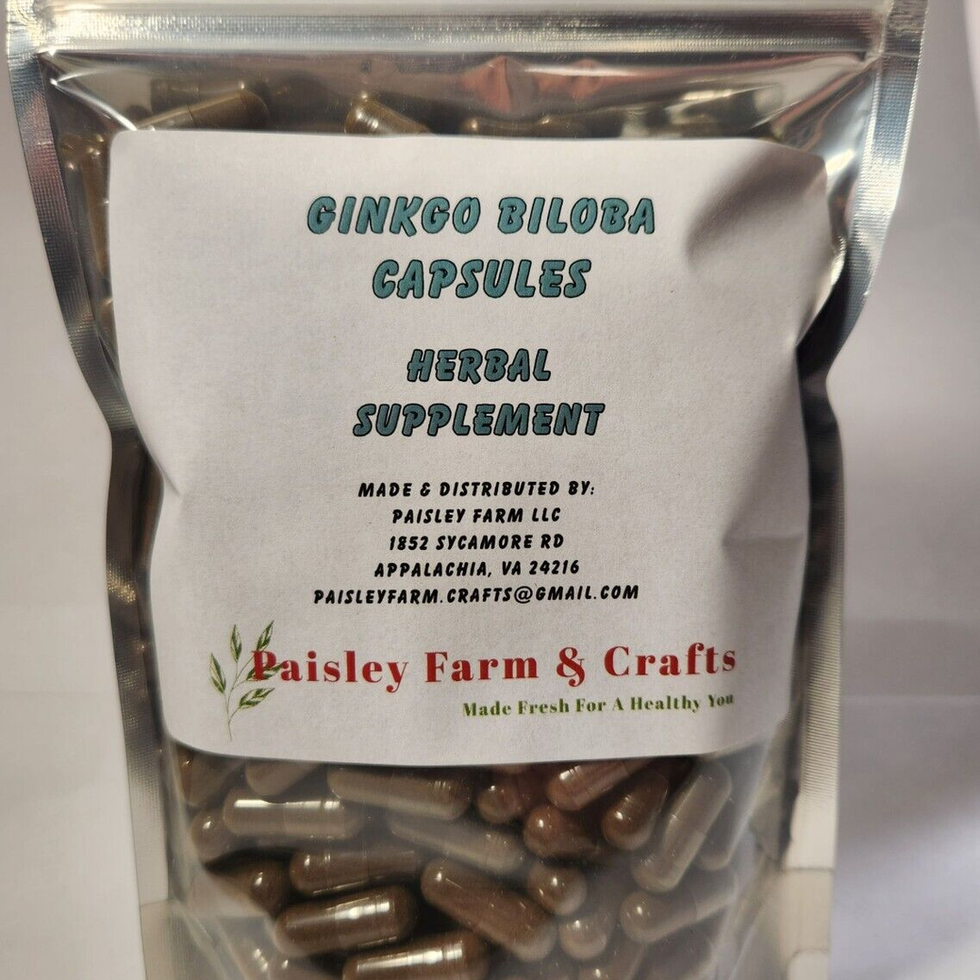 GINKGO BILOBA
CAPSULES
HERBAL
SUPPLEMENT
MADE & DISTRIBUTED BY:
PAISLEY FARM LLC
1852 SYCAMORE RD
APPALACHIA, VA 24216
PAISLEYFARM.CRAFTS@GMAIL.COM
Paisley Farm & Crafts
Made Fresh For A Healthy You